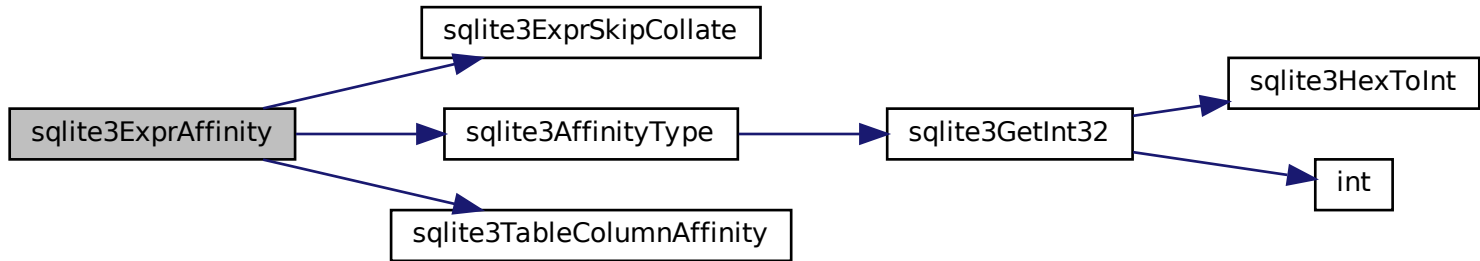 sqlite3ExprSkipCollate
sqlite3HexToInt
sqlite3ExprAffinity
sqlite3AffinityType
sqlite3GetInt32
int
sqlite3TableColumnAffinity